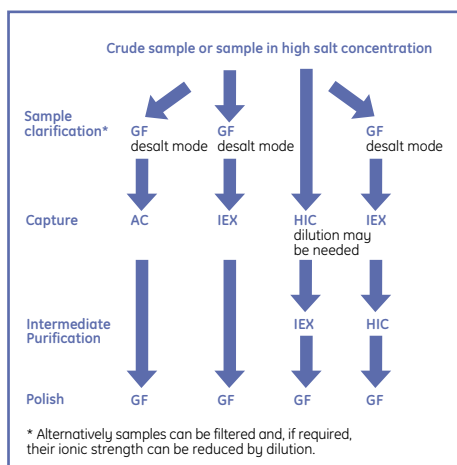 Crude sample or sample in high salt concentration
Sample
clarification*
GF
desalt mode
GF
desalt mode
GF
desalt mode
Capture
AC
IEX
HIC
dilution may
be needed
IEX
Intermediate
Purification
IEX
HIC
Polish
GF
GF
GF
GF
* Alternatively samples can be filtered and, if required,
their ionic strength can be reduced by dilution.